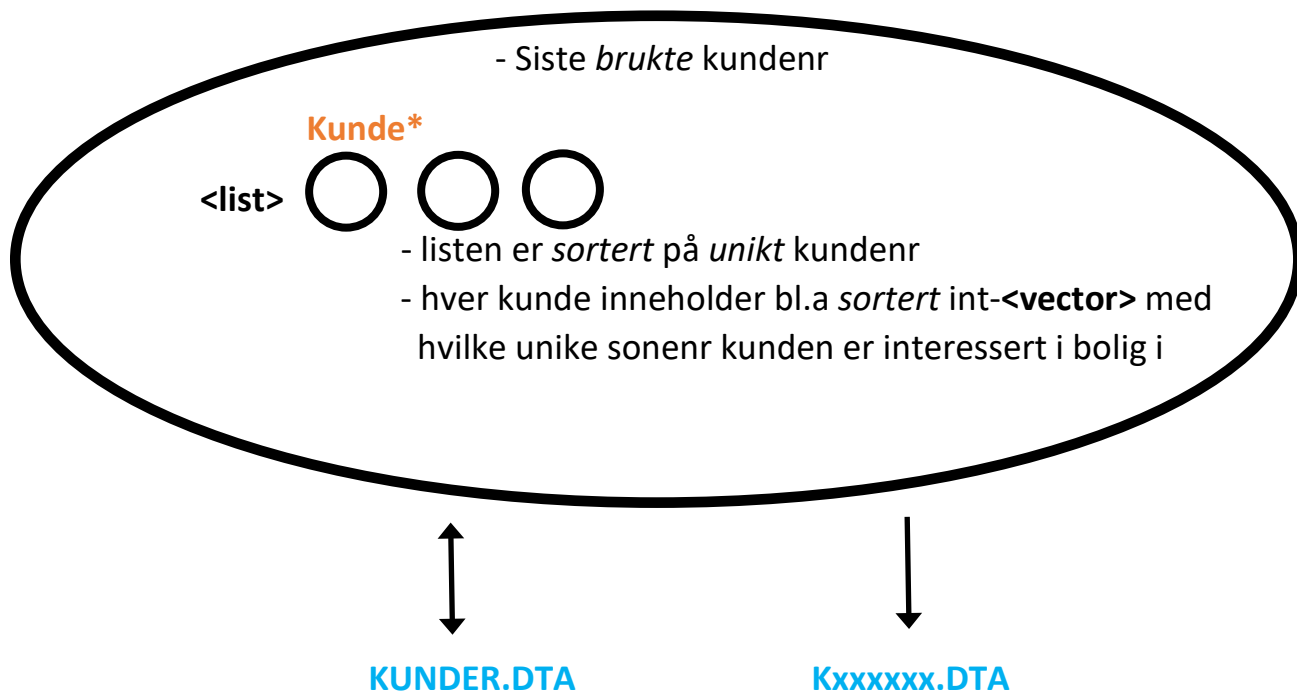 - Siste brukte kundenr
Kunde*
<list>
- listen er sortert på unikt kundenr
- hver kunde inneholder bl.a sortert int-<vector> med
hvilke unike sonenr kunden er interessert i bolig i
KUNDER.DTA
Kxxxxxxx.DTA